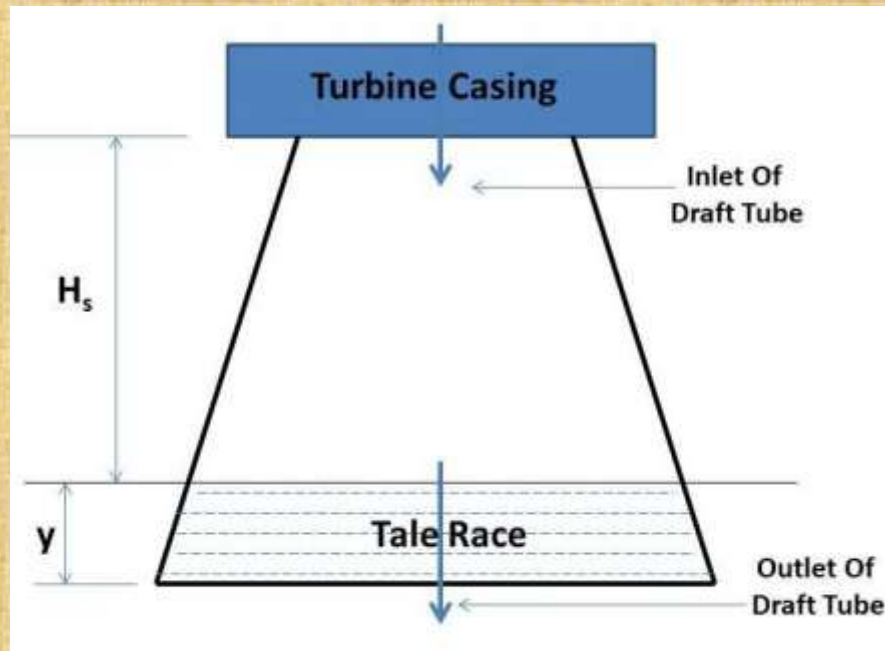 Turbine Casing
Inlet Of
Draft Tube
Hs
Tale Race
y
Outlet Of
Draft Tube